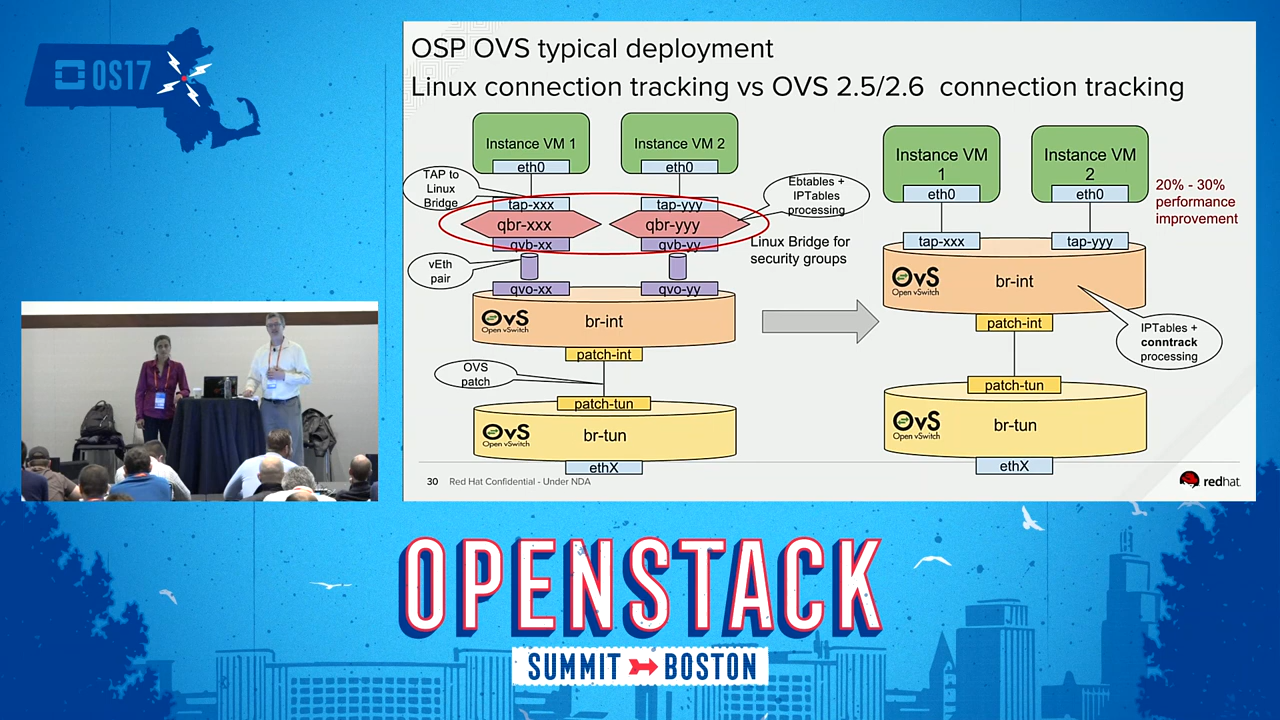 OS17
OSP OVS typical deployment
Linux connection tracking vs OVS 2.5/2.6 connection tracking
Instance VM 1
eth0
Instance VM 2
eth0
TAP to
Linux
Bridge
tap-xxx
tap-yyy
Ebtables +
IPTables
processing
qbr-xxx
qbr-yyy
qvb-xx
qvb-yy
Linux Bridge for
security groups
vEth
pair
qvo-xx
qvo-yy
OvS
Open vSwitch
br-int
patch-int
OVS
patch
patch-tun
OvS
Open vSwitch
br-tun
ethX
Instance VM
1
eth0
Instance VM
2
eth0
20% - 30%
performance
improvement
tap-xxx
tap-yyy
OvS
Open vSwitch
br-int
patch-int
IPTables +
conntrack
processing
patch-tun
OvS
Open vSwitch
br-tun
ethX
30 Red Hat Confidential - Under NDA
redhat.
OPENSTACK
SUMMIT BOSTON